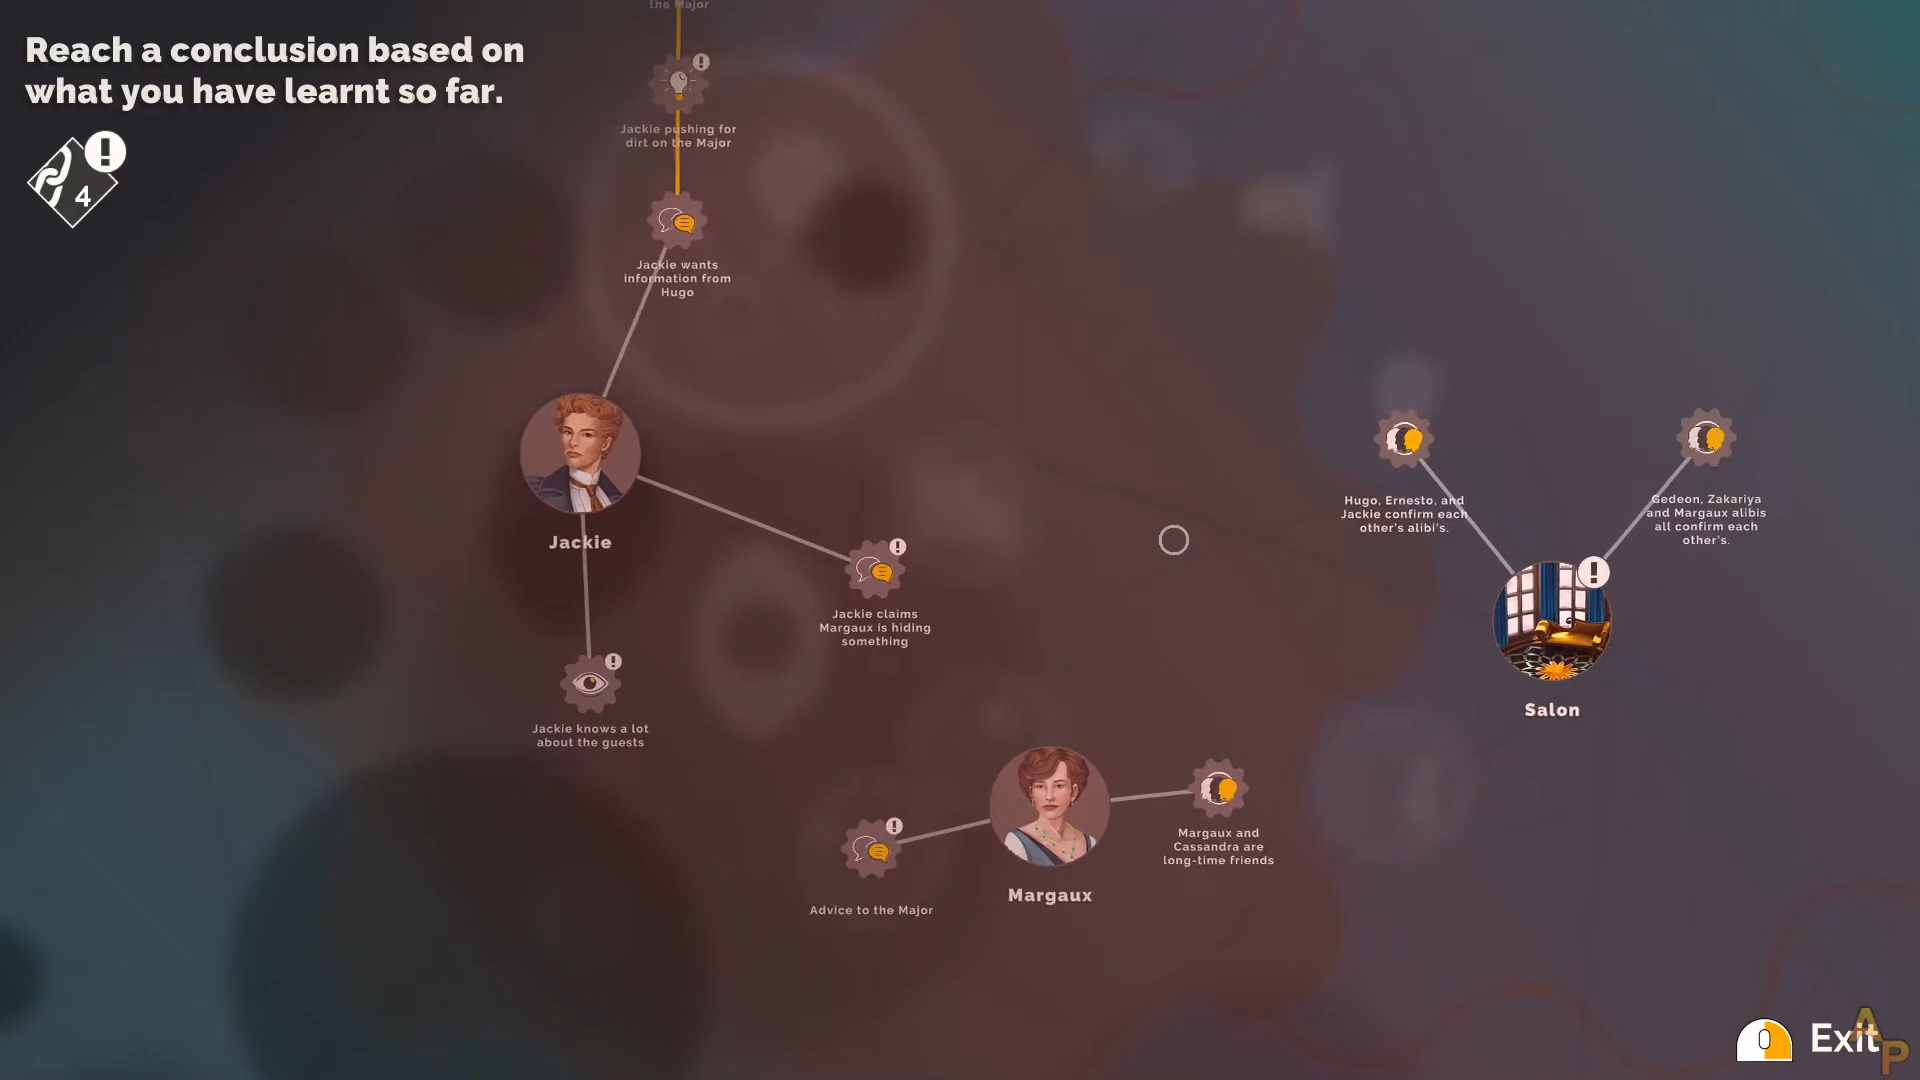 the Major
Reach a conclusion based on
what you have learnt so far.
4
Jackie pushing for
dirt on the Major
Jackie wants
information from
Hugo
Jackie
Jackie claims
Margaux is hiding
something
Jackie knows a lot
about the guests
Hugo, Ernesto, and
Jackie confirm each
other's alibi's.
Gedeon, Zakariya
and Margaux alibis
all confirm each
other's.
Salon
Margaux and
Cassandra are
long-time friends
Margaux
Advice to the Major
Exit
AP